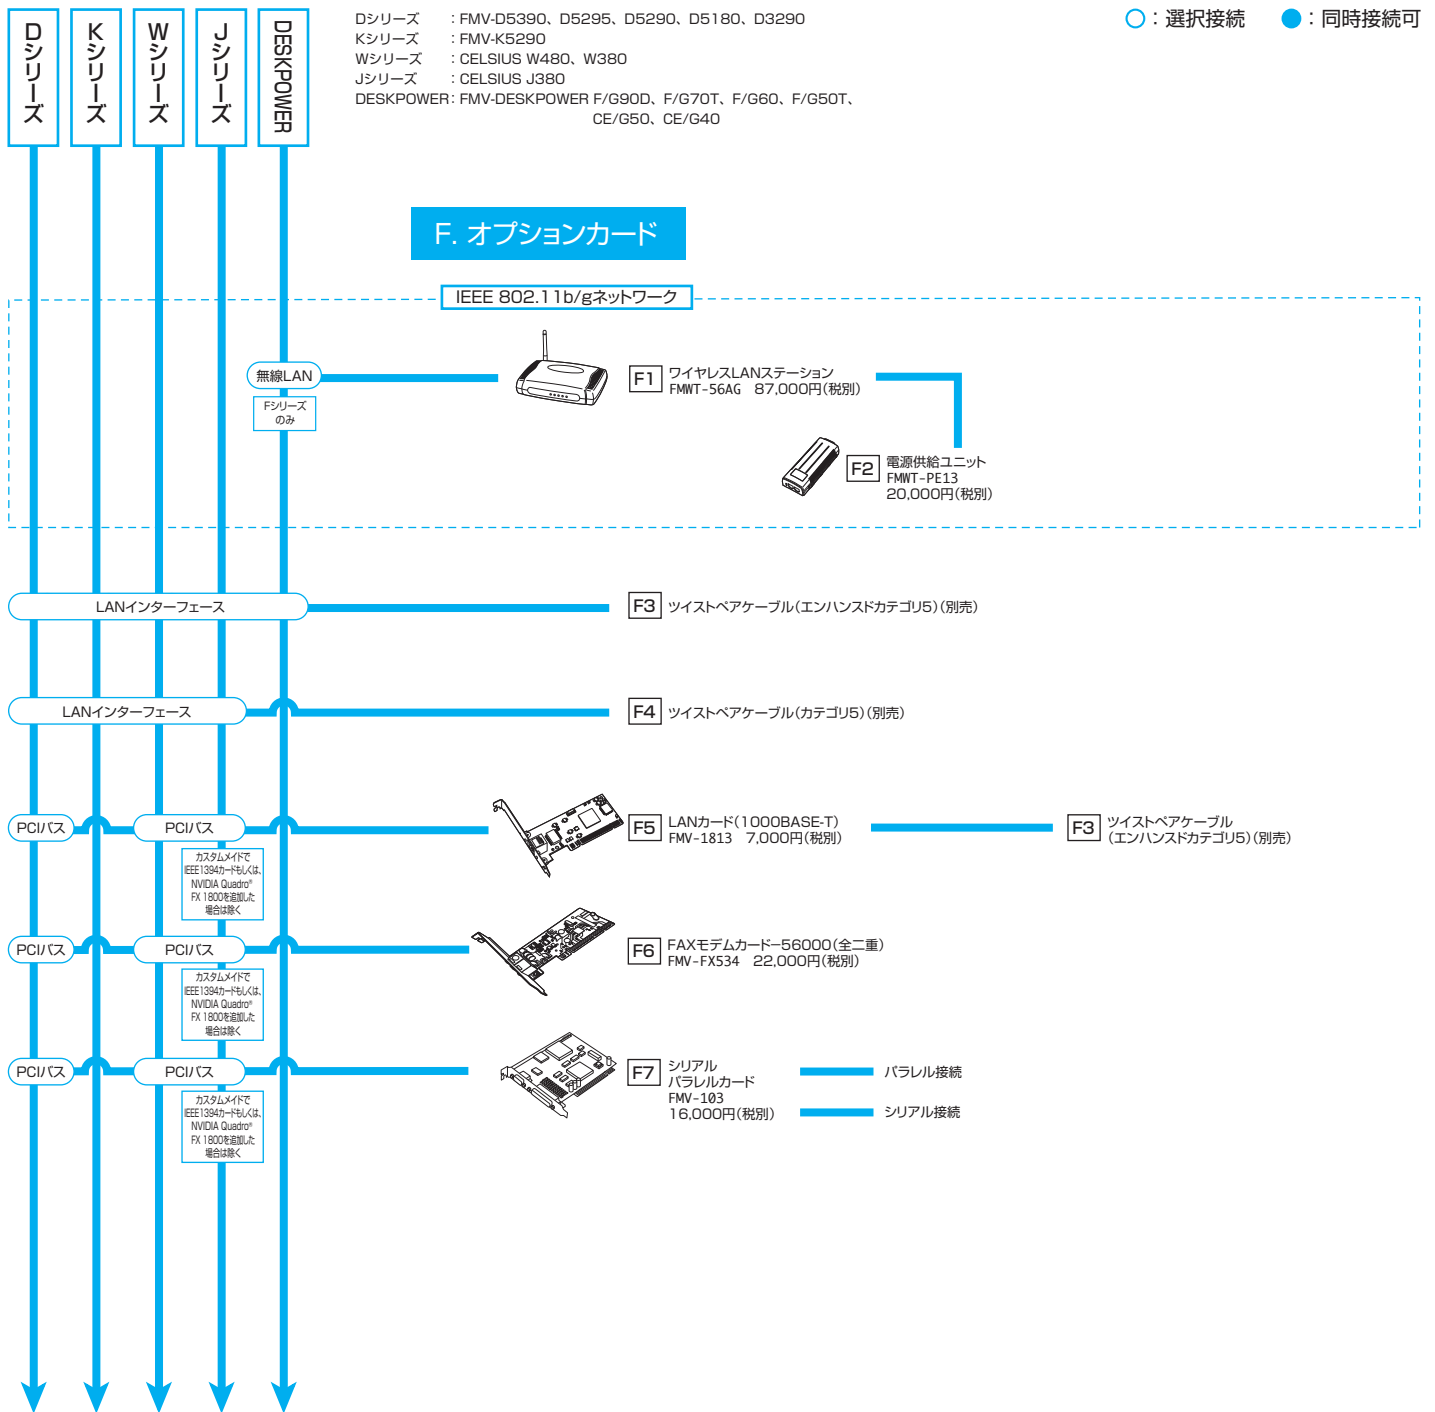 Dシリーズ
Kシリーズ
Wシリーズ
Jシリーズ
DESKPOWER
Dシリーズ ：FMV-D5390、D5295、D5290、D5180、D3290
Kシリーズ ：FMV-K5290
Wシリーズ ：CELSIUS W480、W380
Jシリーズ ：CELSIUS J380
DESKPOWER：FMV-DESKPOWER F/G90D、F/G70T、F/G60、F/G50T、
CE/G50、CE/G40
○：選択接続 ●：同時接続可
F. オプションカード
IEEE 802.11b/gネットワーク
無線LAN
Fシリーズ
のみ
F1 ワイヤレスLANステーション
FMWT-56AG 87,000円(税別)
F2 電源供給ユニット
FMWT-PE13
20,000円(税別)
LANインターフェース
F3 ツイストペアケーブル(エンハンスドカテゴリ5)(別売)
LANインターフェース
F4 ツイストペアケーブル(カテゴリ5)(別売)
PCIバス
PCIバス
カスタムメイドで
IEEE1394カードもしくは、
NVIDIA Quadro®
FX 1800を追加した
場合は除く
F5 LANカード(1000BASE-T)
FMV-1813 7,000円(税別)
F3 ツイストペアケーブル
(エンハンスドカテゴリ5)(別売)
PCIバス
PCIバス
カスタムメイドで
IEEE1394カードもしくは、
NVIDIA Quadro®
FX 1800を追加した
場合は除く
F6 FAXモデムカード−56000(全二重)
FMV-FX534 22,000円(税別)
PCIバス
PCIバス
カスタムメイドで
IEEE1394カードもしくは、
NVIDIA Quadro®
FX 1800を追加した
場合は除く
F7 シリアル
パラレルカード
FMV-103
16,000円(税別)
パラレル接続
シリアル接続